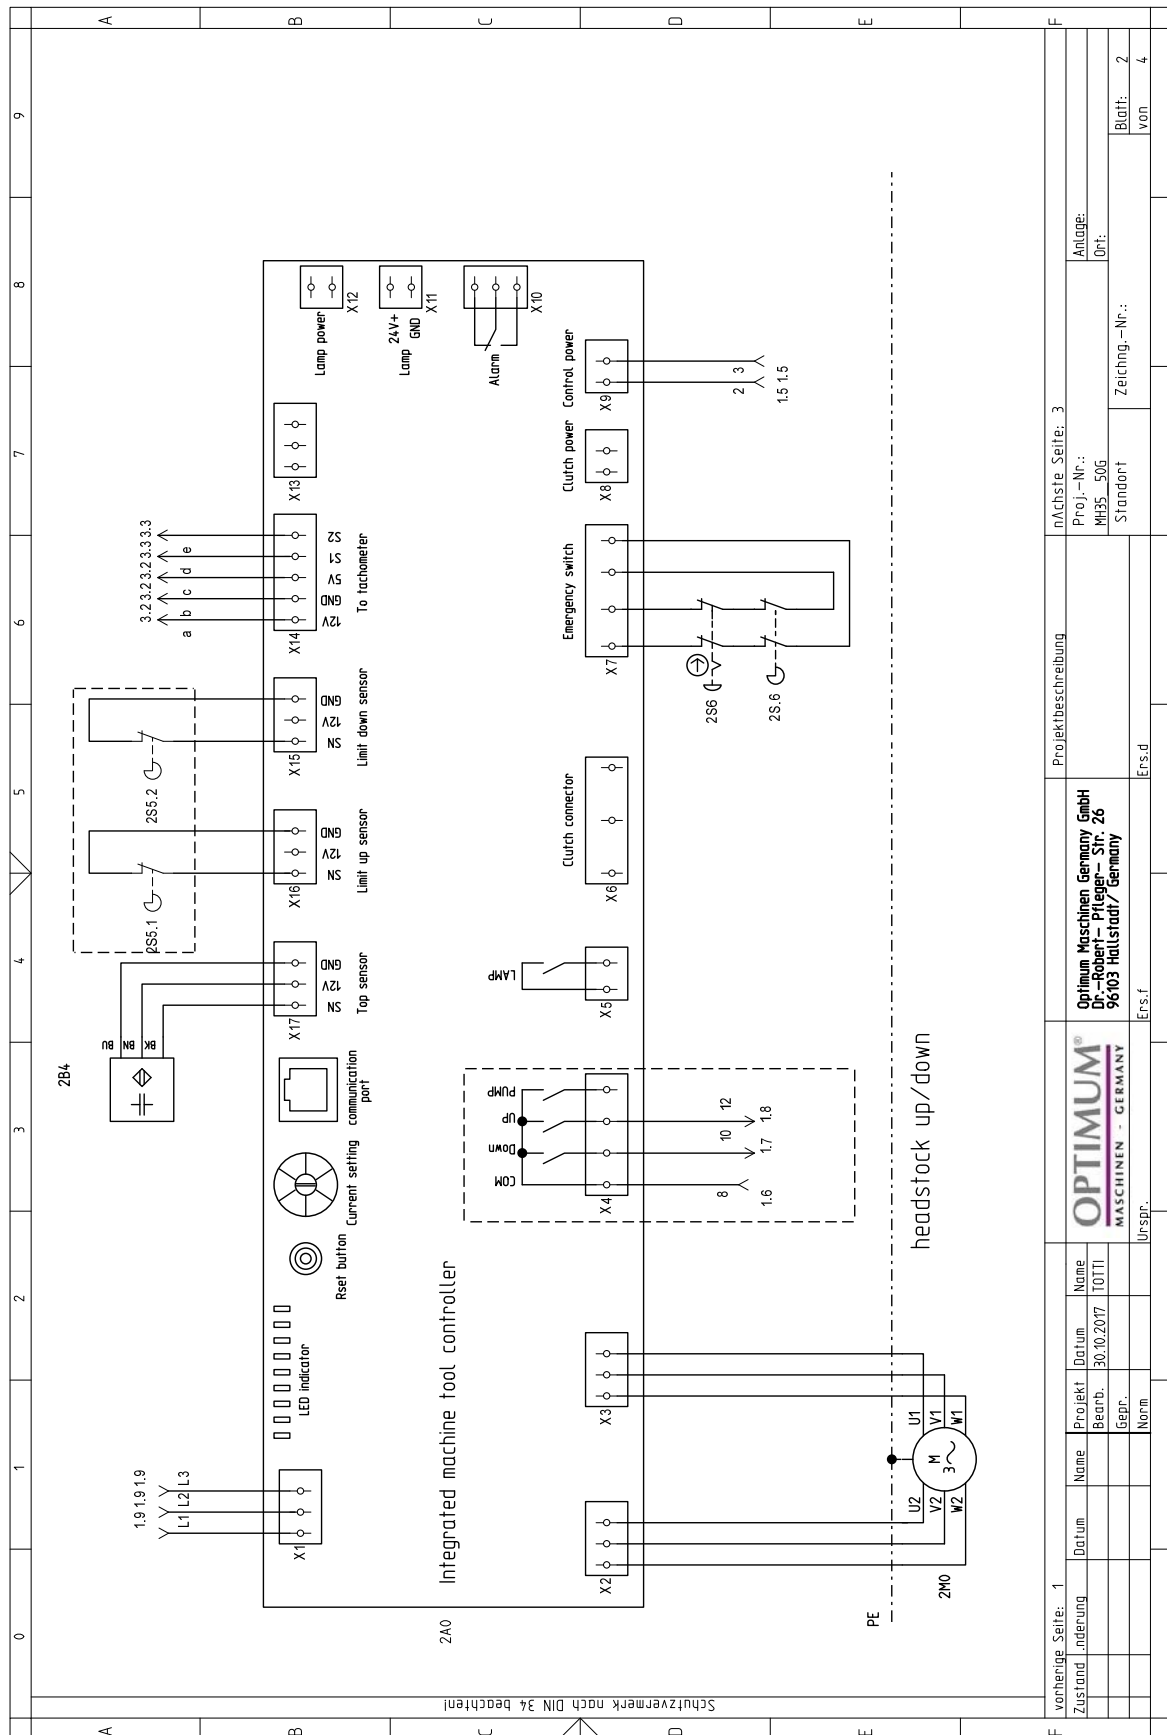 0 1 2 3 4 5 6 7 8 9
A B C D E F
Schutzvermerk nach DIN 34 beachten!
2B4
BU
BN
BK
2S5.1
2S5.2
3.2 3.2 3.2 3.3 3.3
a b c d e
1.9 1.9 1.9
L1 L2 L3
X1
LED indicator
Rset button
Current setting
communication
port
X17
SN 12V GND
Top sensor
X16
SN 12V GND
Limit up sensor
X15
SN 12V GND
Limit down sensor
X14
12V GND 5V S1 S2
To tachometer
X13
Lamp power
X12
Lamp
24V+
GND
X11
Alarm
X10
2A0
Integrated machine tool controller
X2
X3
COM
Down
UP
PUMP
X4
LAMP
X5
Clutch connector
X6
Emergency switch
X7
Clutch power
X8
Control power
X9
8 10 12
1.6 1.7 1.8
2S6
2S.6
2 3
1.5 1.5
headstock up/down
PE
2M0
U2
V2
W2
M
3
U1
V1
W1
vorherige Seite: 1
nAchste Seite: 3
Zustand
.nderung
Datum
Name
Projekt
Datum
Name
Bearb.
30.10.2017
TOTTI
Gepr.
Norm
Urspr.
OPTIMUM®
MASCHINEN - GERMANY
Optimum Maschinen Germany GmbH
Dr.-Robert- Pfleger- Str. 26
96103 Hallstadt/ Germany
Ers.f
Ers.d
Projektbeschreibung
Proj.-Nr.:
MH35_50G
Anlage:
Ort:
Standort
Zeichng.-Nr.:
Blatt: 2
von 4